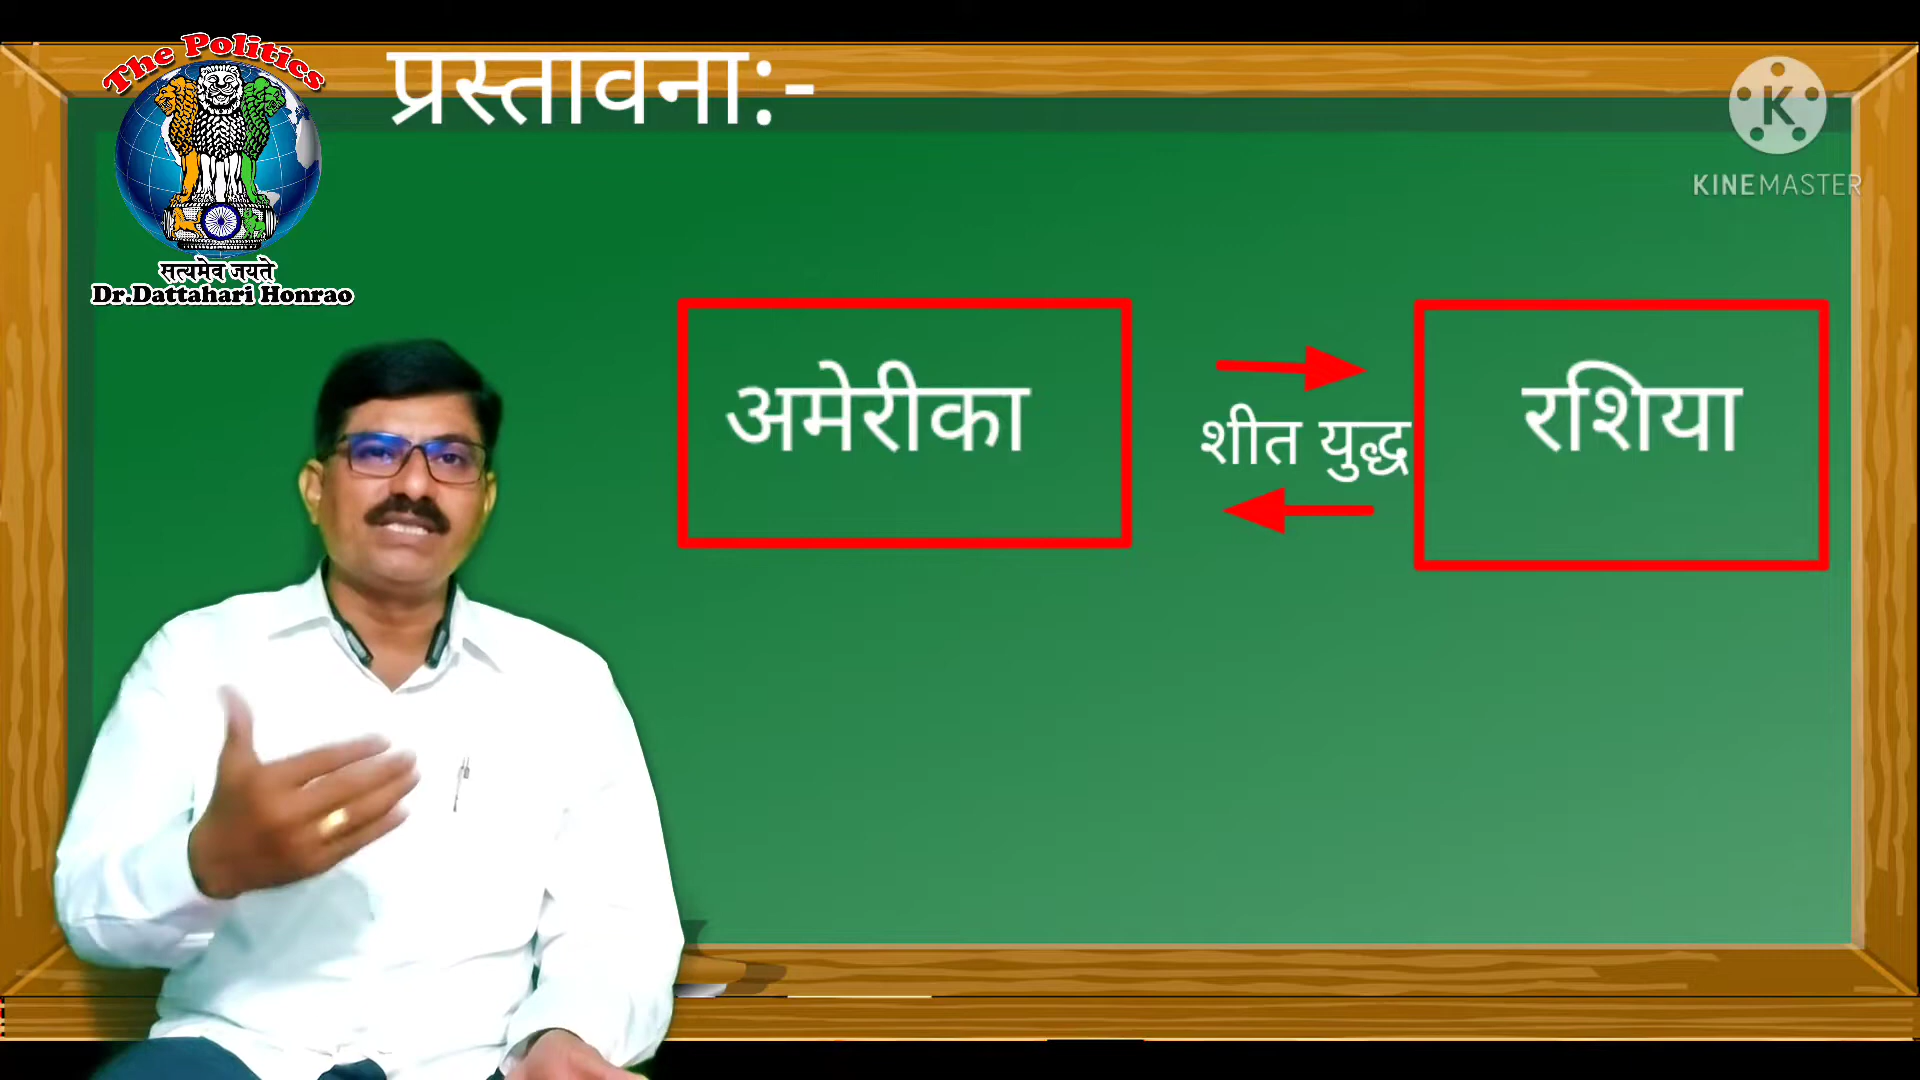 The Politics
सत्यमेव जयते
Dr.Dattahari Honrao
प्रस्तावना:-
K
KINEMASTER
अमेरीका
शीत युद्ध
रशिया